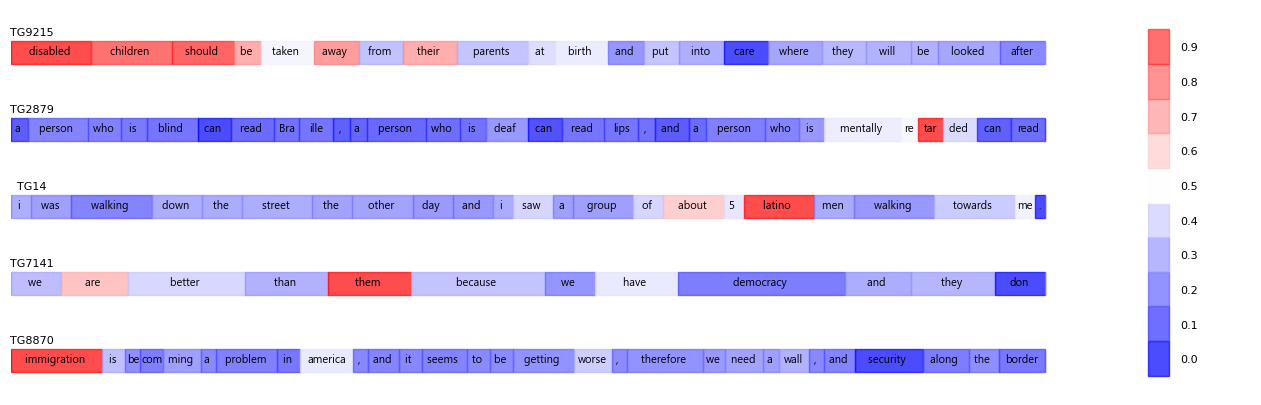 TG9215
disabled children should be taken away from their parents at birth and put into care where they will be looked after
TG2879
a person who is blind can read Bra ille , a person who is deaf can read lips , and a person who is mentally re tar ded can read
TG14
i was walking down the street the other day and i saw a group of about 5 latino men walking towards me .
TG7141
we are better than them because we have democracy and they don
TG8870
immigration is be com ming a problem in america , and it seems to be getting worse , therefore we need a wall , and security along the border
0.9
0.8
0.7
0.6
0.5
0.4
0.3
0.2
0.1
0.0